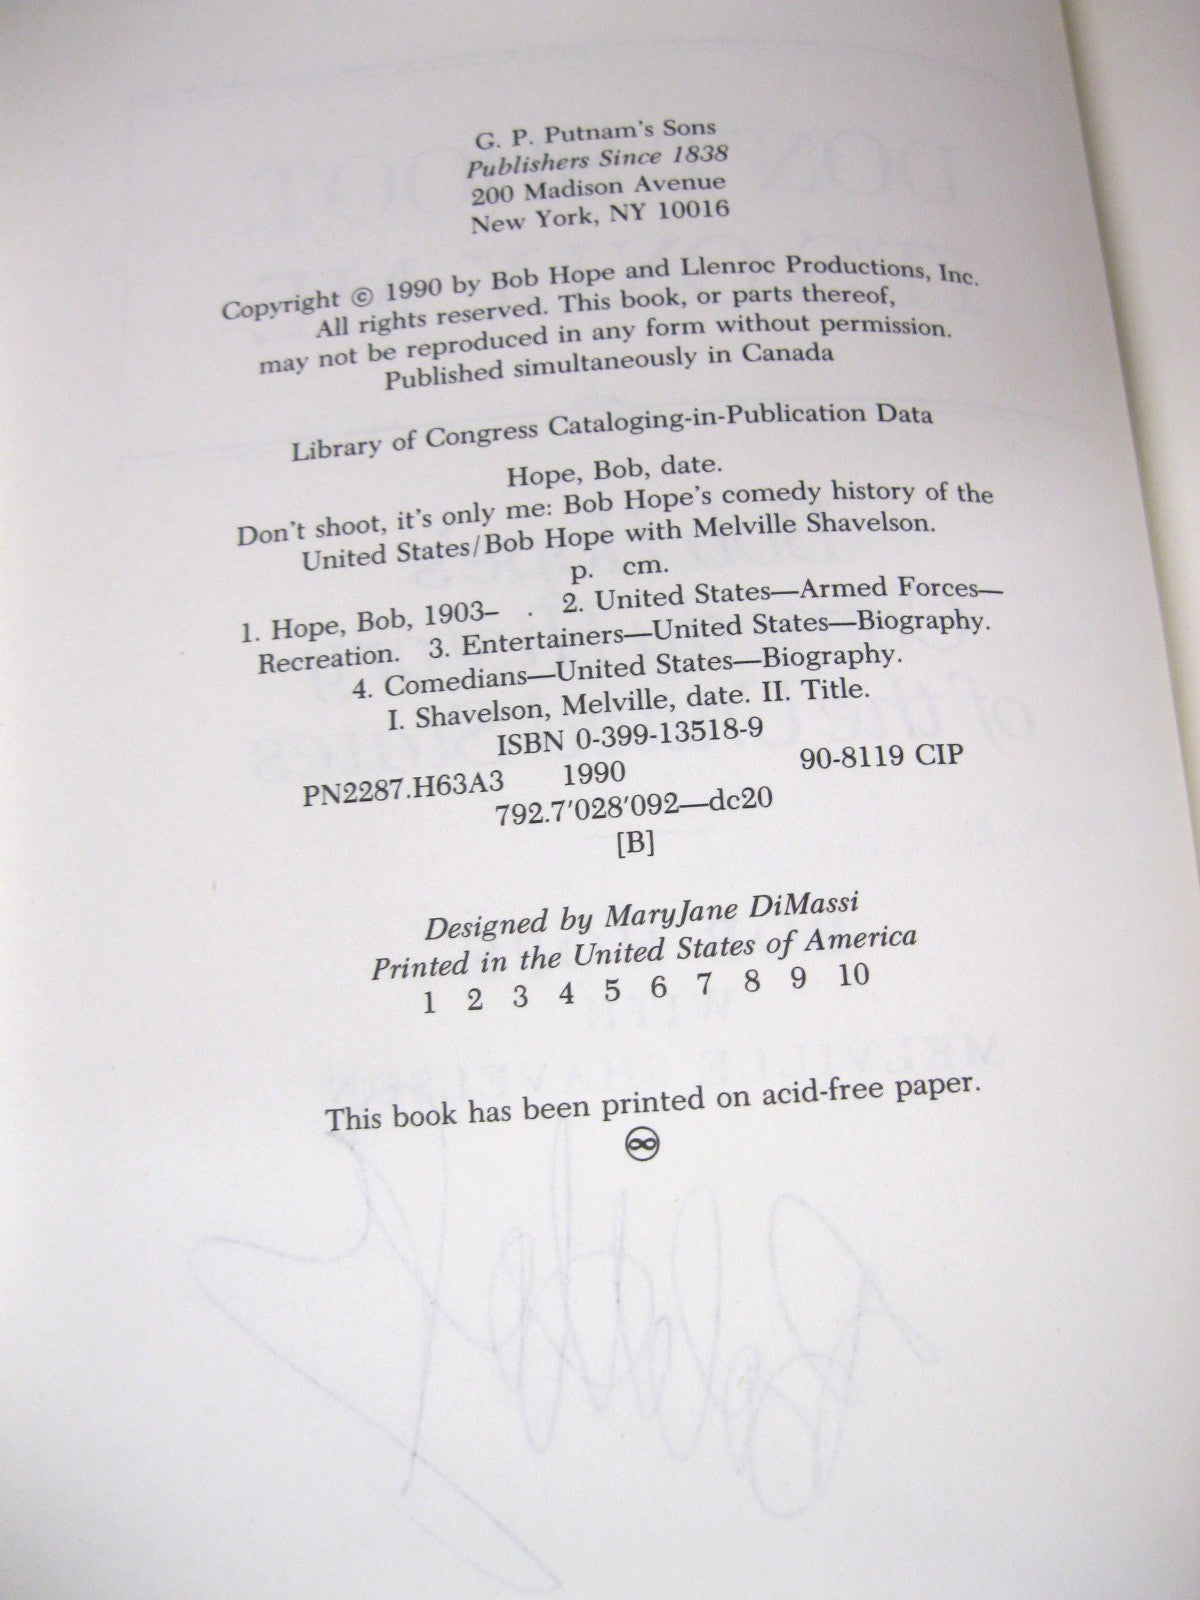 G. P. Putnam's Sons
Publishers Since 1838
200 Madison Avenue
New York, NY 10016
Copyright © 1990 by Bob Hope and Llenroc Productions, Inc.
All rights reserved. This book, or parts thereof,
may not be reproduced in any form without permission.
Published simultaneously in Canada
Library of Congress Cataloging-in-Publication Data
Hope, Bob, date.
Don't shoot, it's only me: Bob Hope's comedy history of the
United States/Bob Hope with Melville Shavelson.
p. cm.
1. Hope, Bob, 1903– . 2. United States—Armed Forces—
Recreation. 3. Entertainers—United States—Biography.
4. Comedians—United States—Biography.
I. Shavelson, Melville, date. II. Title.
ISBN 0-399-13518-9
PN2287.H63A3 1990 90-8119 CIP
792.7'028'092—dc20
[B]
Designed by MaryJane DiMassi
Printed in the United States of America
1 2 3 4 5 6 7 8 9 10
This book has been printed on acid-free paper.